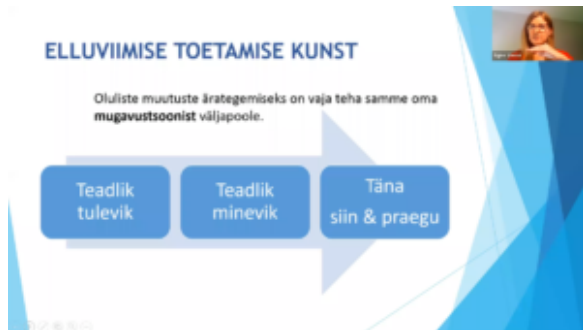 ELLUVIIMISE TOETAMISE KUNST
Oluliste muutuste ärategemiseks on vaja teha samme oma
mugavustsoonist väljapoole.
Teadlik
tulevik
Teadlik
minevik
Täna
siin & praegu